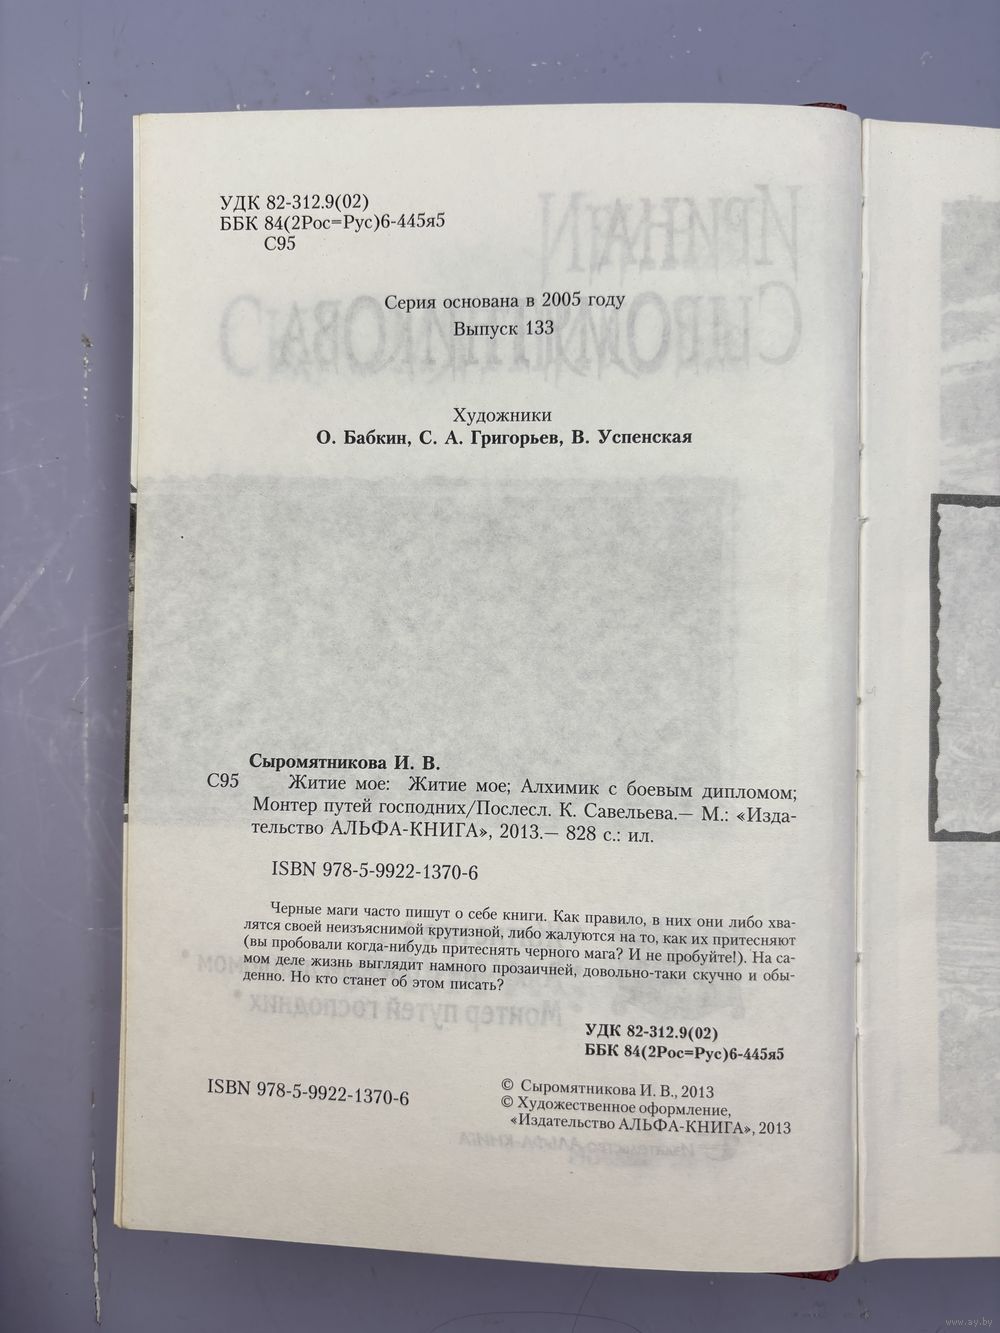 УДК 82-312.9(02)
ББК 84(2Рос=Рус)6-445я5
С95
Серия основана в 2005 году
Выпуск 133
Художники
О. Бабкин, С. А. Григорьев, В. Успенская
Сыромятникова И. В.
С95 Житие мое: Житие мое; Алхимик с боевым дипломом;
Монтер путей господних/Послесл. К. Савельева.— М.: «Изда-
тельство АЛЬФА-КНИГА», 2013.— 828 с.: ил.
ISBN 978-5-9922-1370-6
Черные маги часто пишут о себе книги. Как правило, в них они либо хва-
лятся своей неизъяснимой крутизной, либо жалуются на то, как их притесняют
(вы пробовали когда-нибудь притеснять черного мага? И не пробуйте!). На са-
мом деле жизнь выглядит намного прозаичней, довольно-таки скучно и обы-
денно. Но кто станет об этом писать?
УДК 82-312.9(02)
ББК 84(2Рос=Рус)6-445я5
ISBN 978-5-9922-1370-6
© Сыромятникова И. В., 2013
© Художественное оформление,
«Издательство АЛЬФА-КНИГА», 2013
www.ay.by